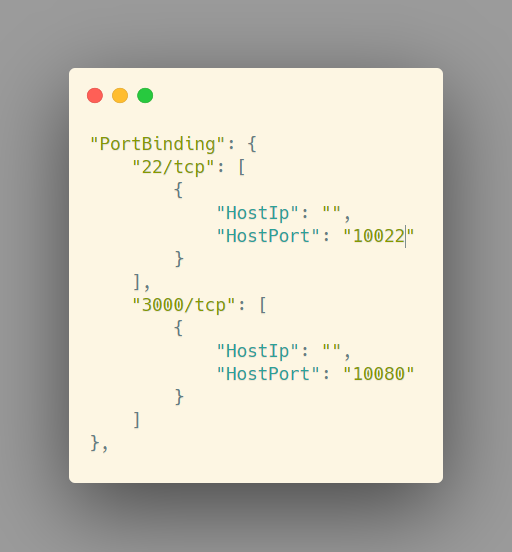 "PortBinding": {
    "22/tcp": [
        {
            "HostIp": "",
            "HostPort": "10022"
        }
    ],
    "3000/tcp": [
        {
            "HostIp": "",
            "HostPort": "10080"
        }
    ]
},